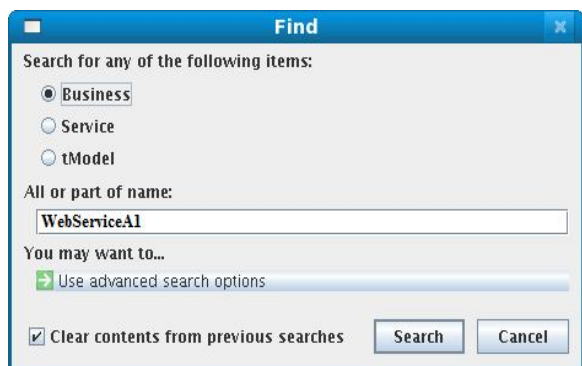 Find
Search for any of the following items:
Business
Service
tModel
All or part of name:
WebServiceA1
You may want to...
Use advanced search options
Clear contents from previous searches
Search
Cancel